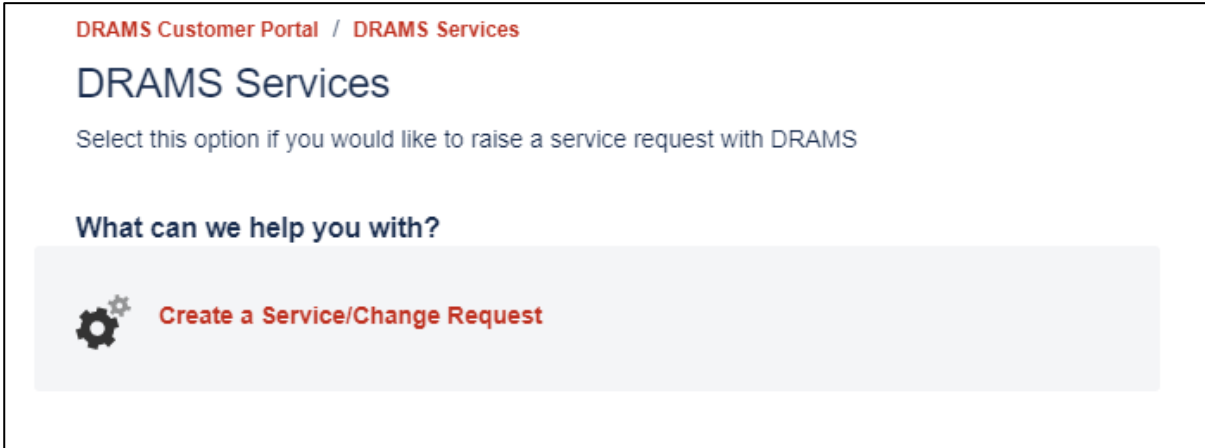 DRAMS Customer Portal / DRAMS Services
DRAMS Services
Select this option if you would like to raise a service request with DRAMS
What can we help you with?
Create a Service/Change Request